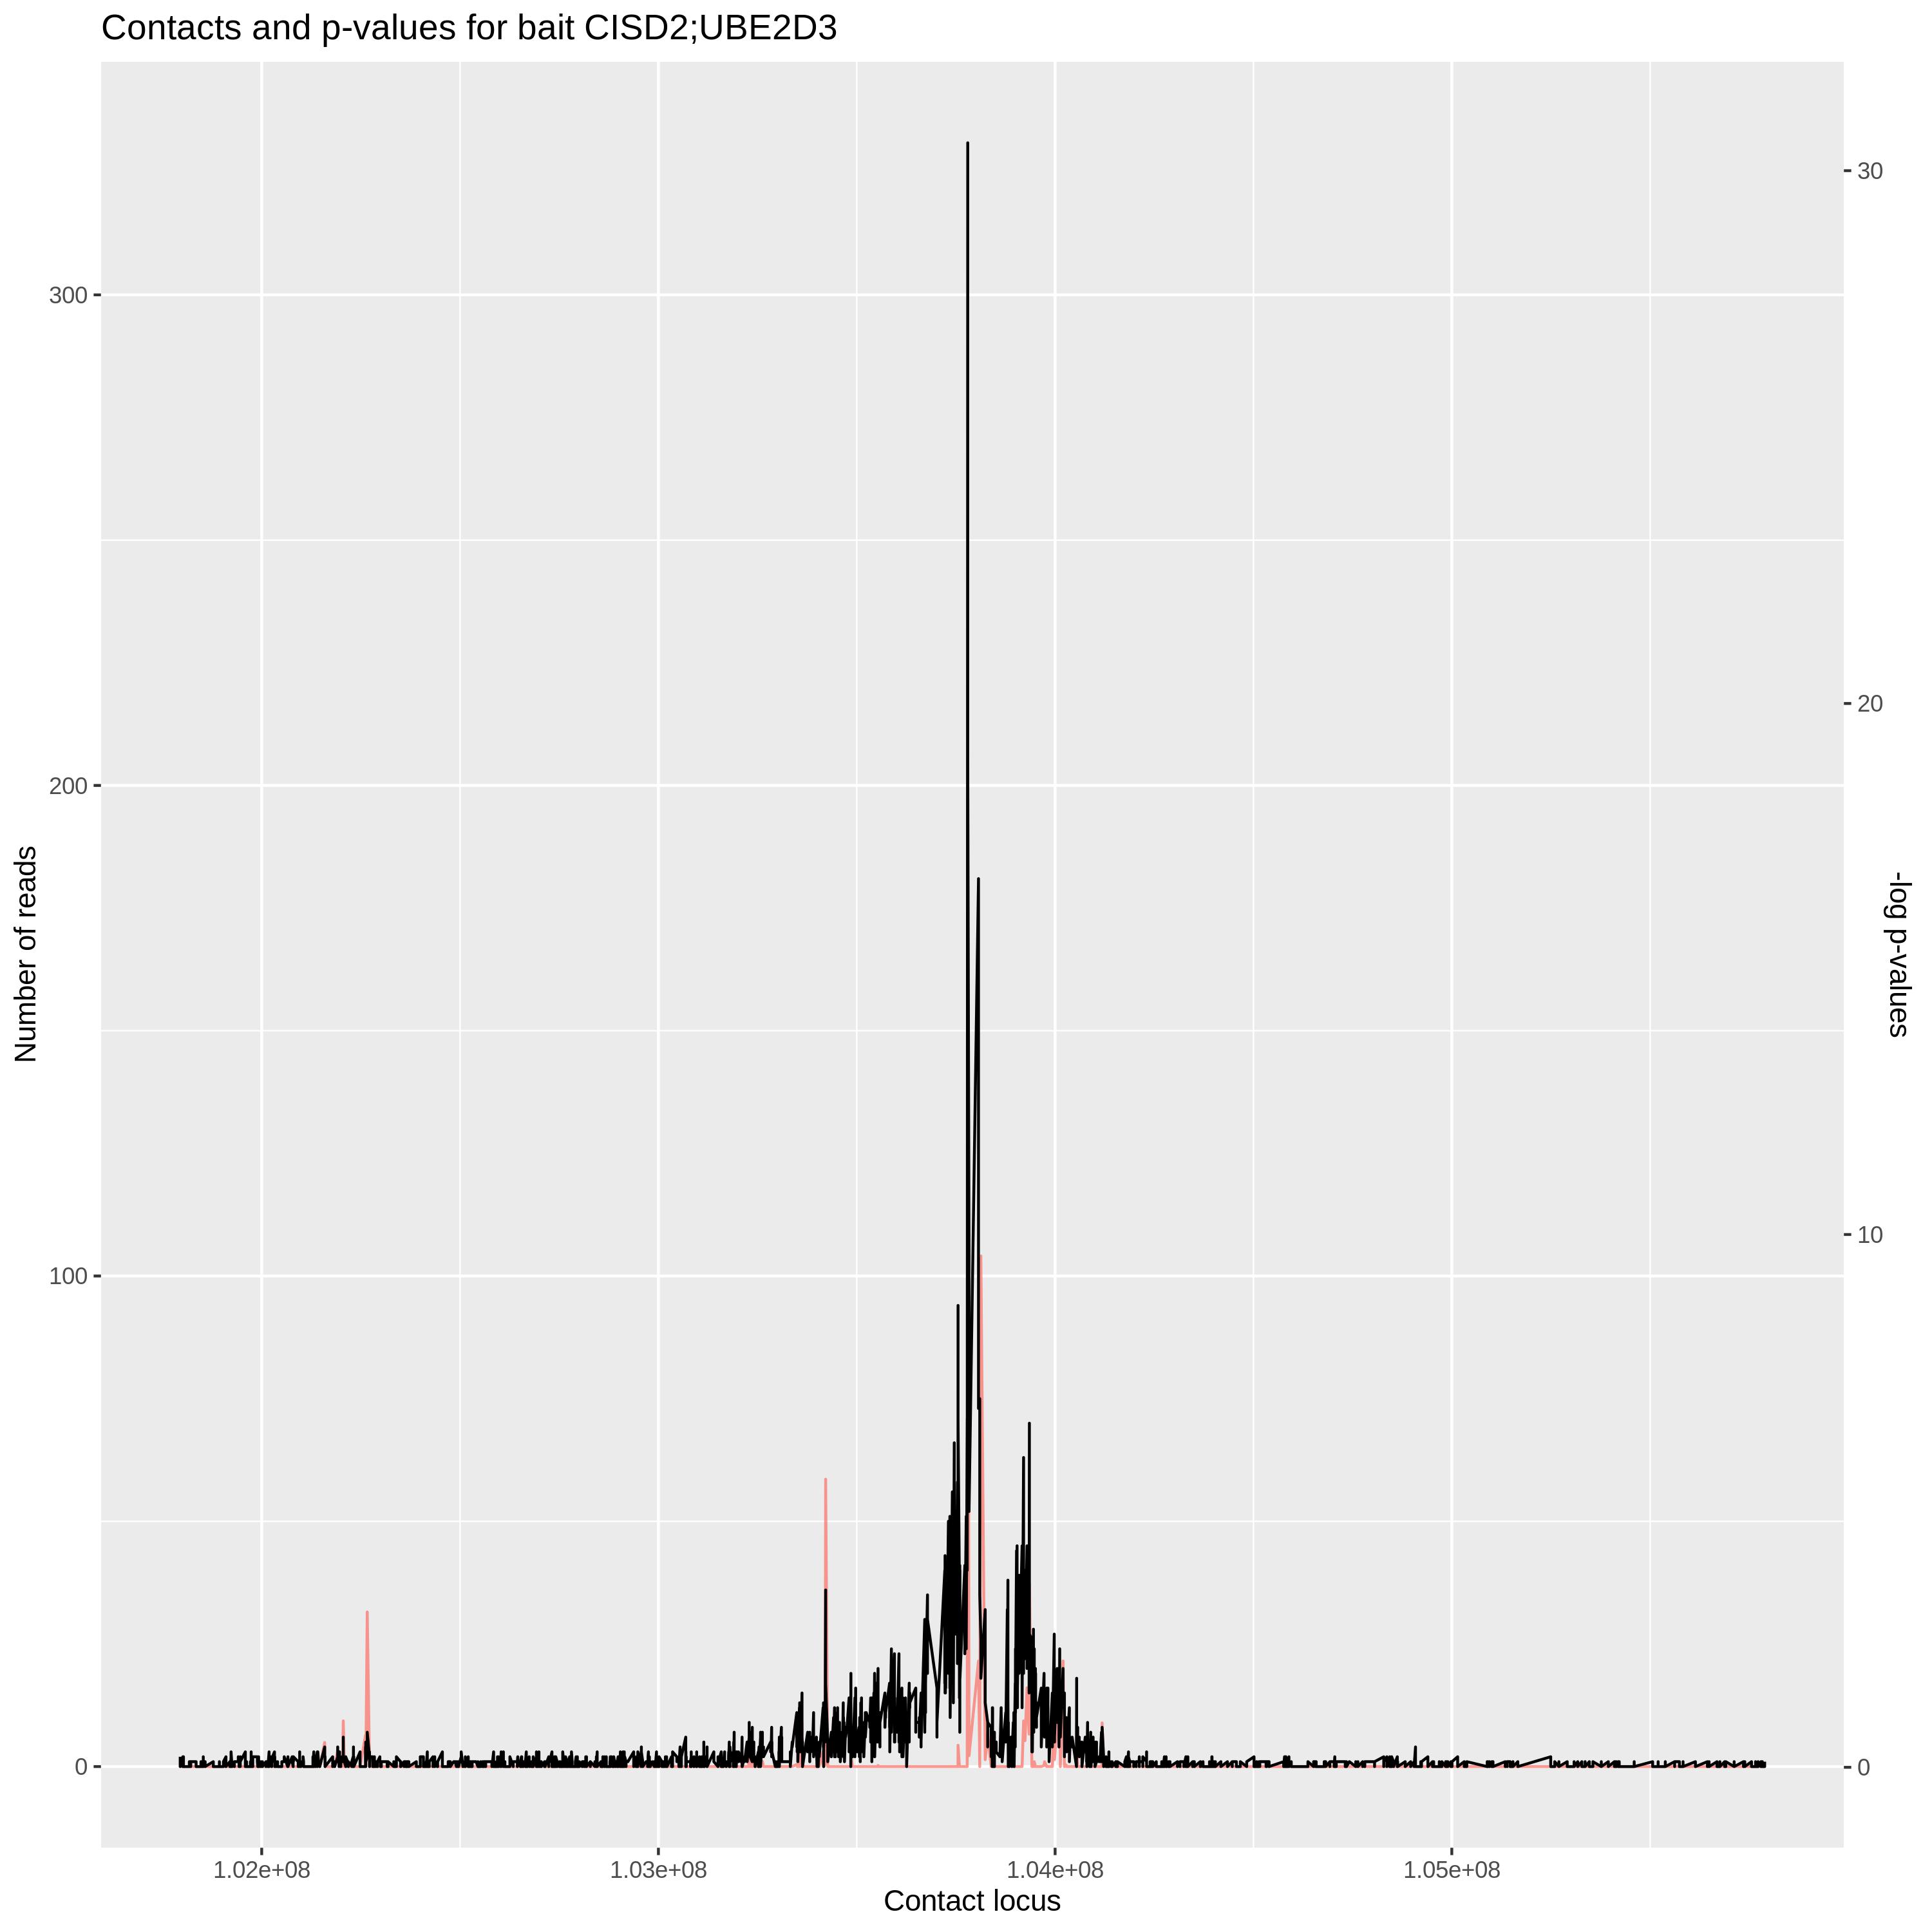 Contacts and p-values for bait CISD2;UBE2D3
300
200
100
0
Number of reads
30
20
10
0
-log p-values
1.02e+08
1.03e+08
1.04e+08
1.05e+08
Contact locus